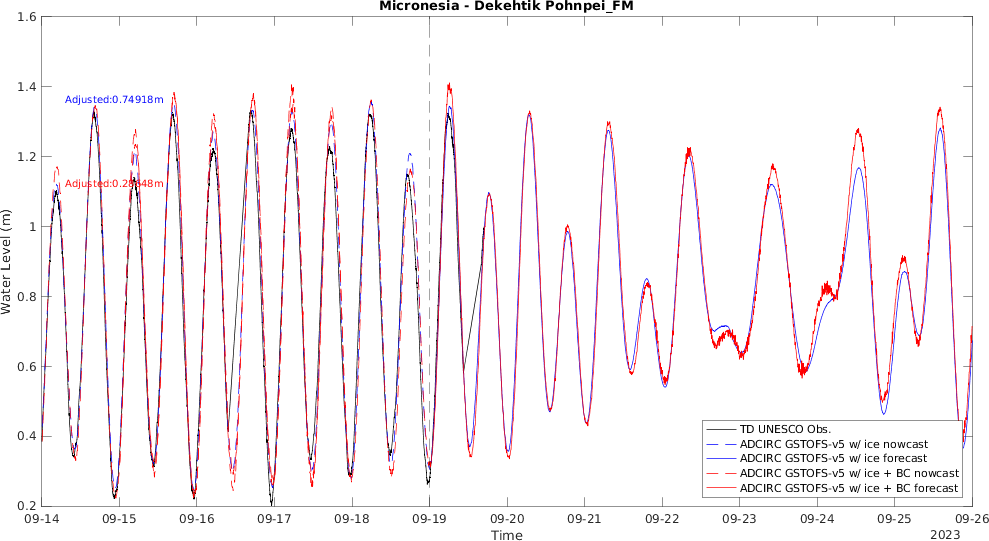 Micronesia - Dekehtik Pohnpei_FM
1.6
1.4
1.2
1
0.8
0.6
0.4
0.2
Water Level (m)
Adjusted:0.74918m
TD UNESCO Obs.
ADCIRC GSTOFS-v5 w/ ice nowcast
ADCIRC GSTOFS-v5 w/ ice forecast
ADCIRC GSTOFS-v5 w/ ice + BC nowcast
ADCIRC GSTOFS-v5 w/ ice + BC forecast
09-14 09-15 09-16 09-17 09-18 09-19 09-20 09-21 09-22 09-23 09-24 09-25 09-26
Time
2023